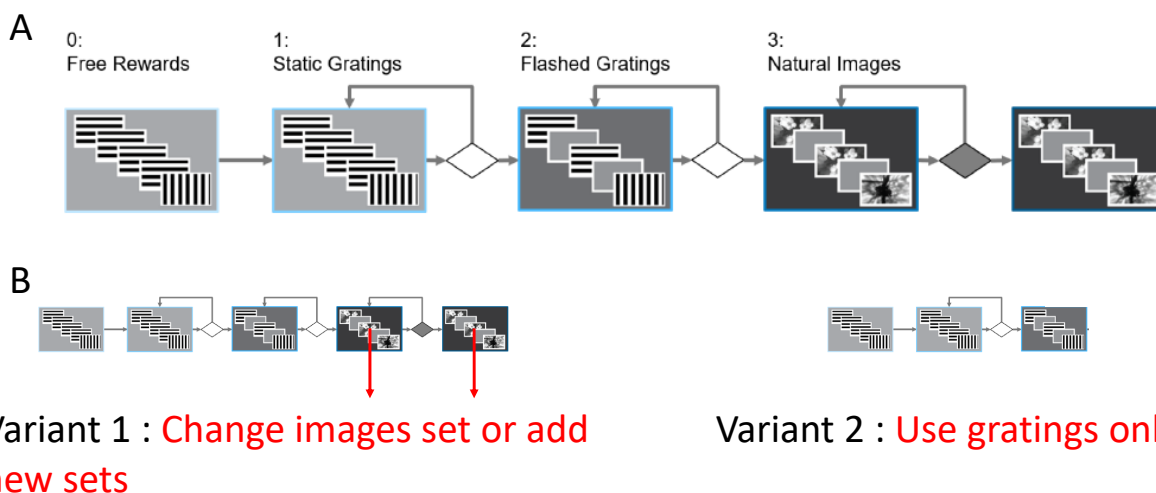 A
0:
Free Rewards
1:
Static Gratings
2:
Flashed Gratings
3:
Natural Images
B
Variant 1 : Change images set or add
new sets
Variant 2 : Use gratings onl